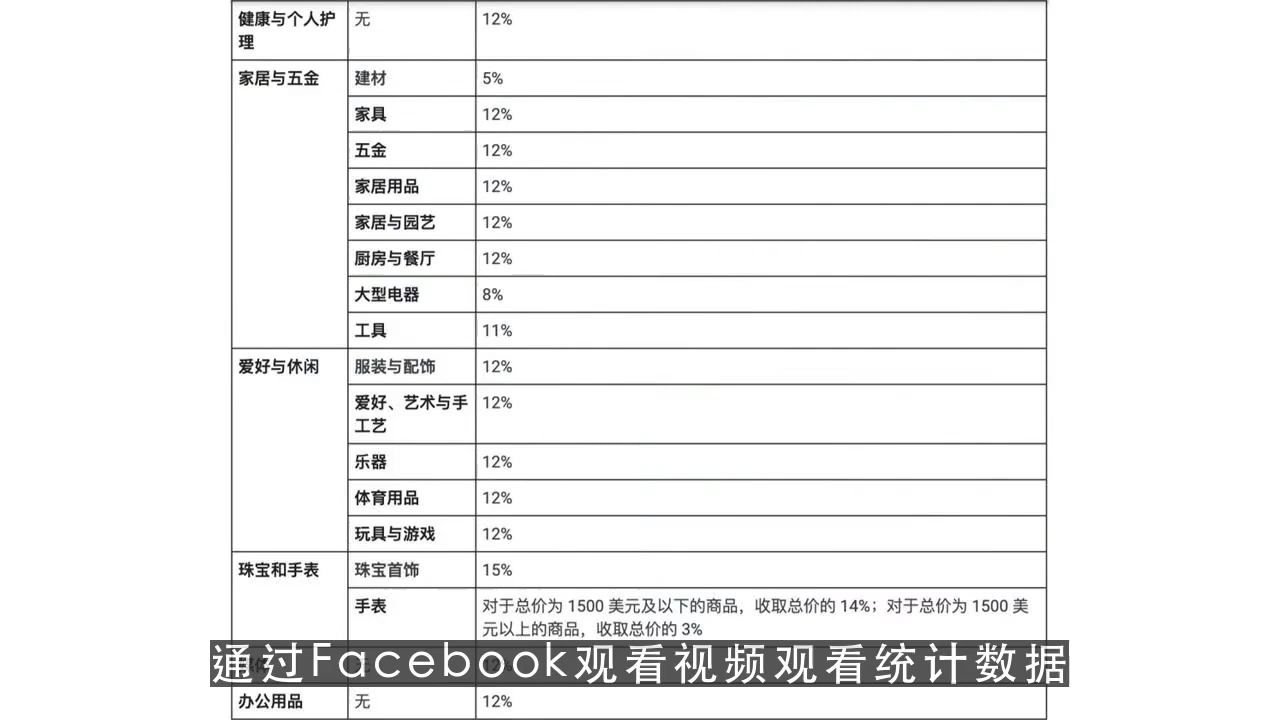 健康与个人护 无 12%
理
家居与五金 建材 5%
家具 12%
五金 12%
家居用品 12%
家居与园艺 12%
厨房与餐厅 12%
大型电器 8%
工具 11%
爱好与休闲 服装与配饰 12%
爱好、艺术与手 12%
工艺
乐器 12%
体育用品 12%
玩具与游戏 12%
珠宝和手表 珠宝首饰 15%
手表 对于总价为 1500 美元及以下的商品，收取总价的 14%；对于总价为 1500 美
元以上的商品，收取总价的 3%
通过Facebook观看视频观看统计数据
办公用品 无 12%